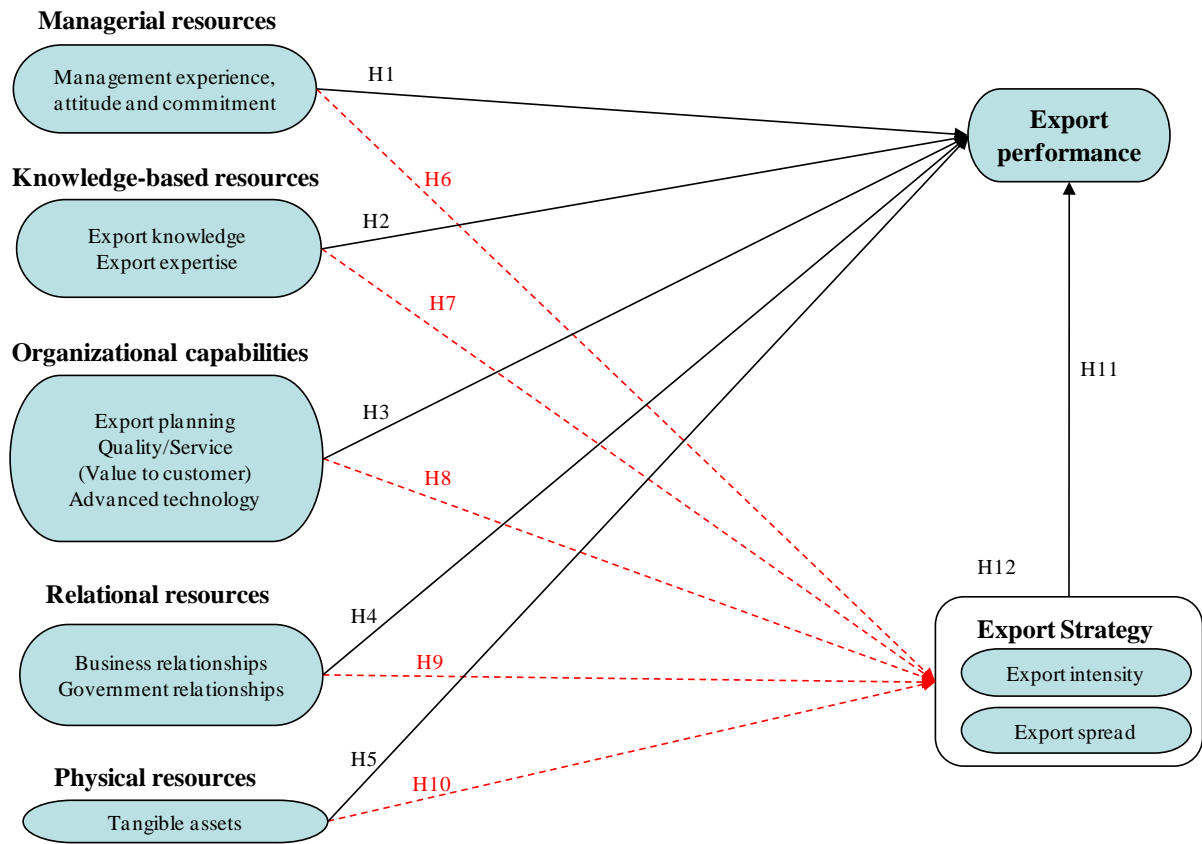 Managerial resources
Management experience,
attitude and commitment
H1
Export
performance
Knowledge-based resources
H6
Export knowledge
Export expertise
H2
H7
Organizational capabilities
H11
Export planning
Quality/Service
(Value to customer)
Advanced technology
H3
H8
H12
Relational resources
H4
Export Strategy
Business relationships
Government relationships
H9
Export intensity
Export spread
Physical resources
H5
H10
Tangible assets